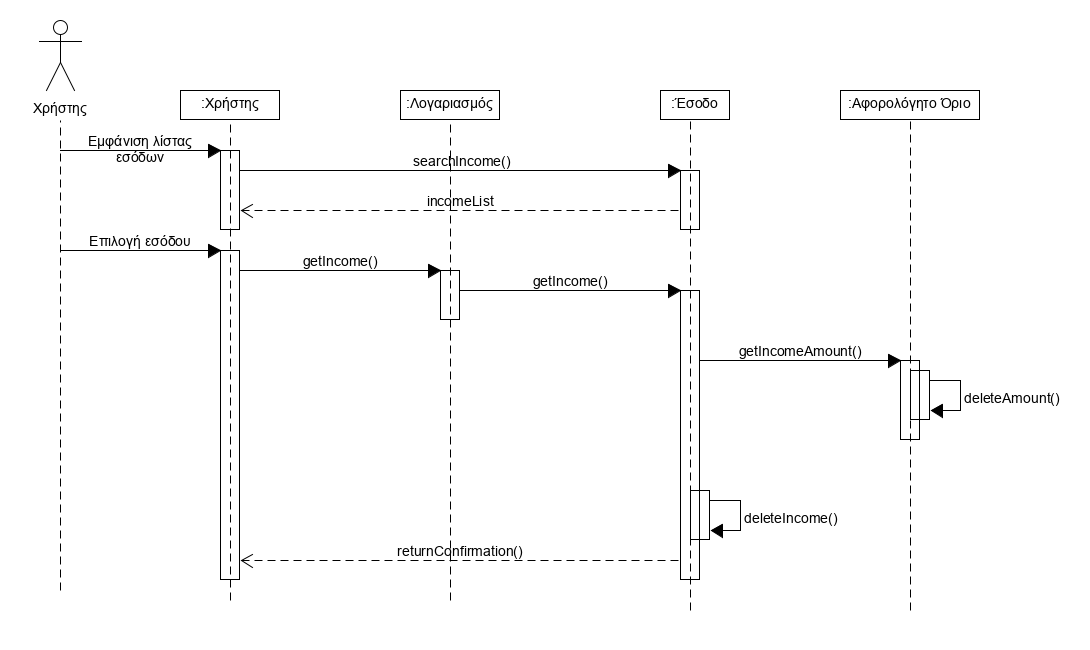 Χρήστης
:Χρήστης
:Λογαριασμός
:Έσοδο
:Αφορολόγητο Όριο
Εμφάνιση λίστας
εσόδων
searchIncome()
incomeList
Επιλογή εσόδου
getIncome()
getIncome()
getIncomeAmount()
deleteAmount()
deleteIncome()
returnConfirmation()